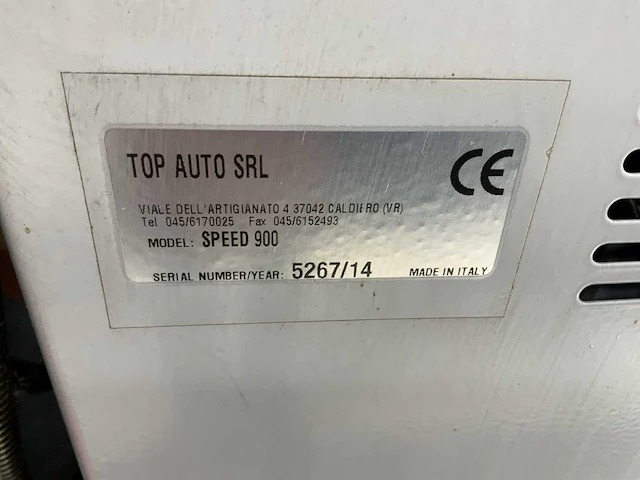 TOP AUTO SRL
CE
VIALE DELL'ARTIGIANATO 4 37042 CALDIERO (VR)
Tel 045/6170025 Fax 045/6152493
MODEL: SPEED 900
SERIAL NUMBER/YEAR: 5267/14 MADE IN ITALY